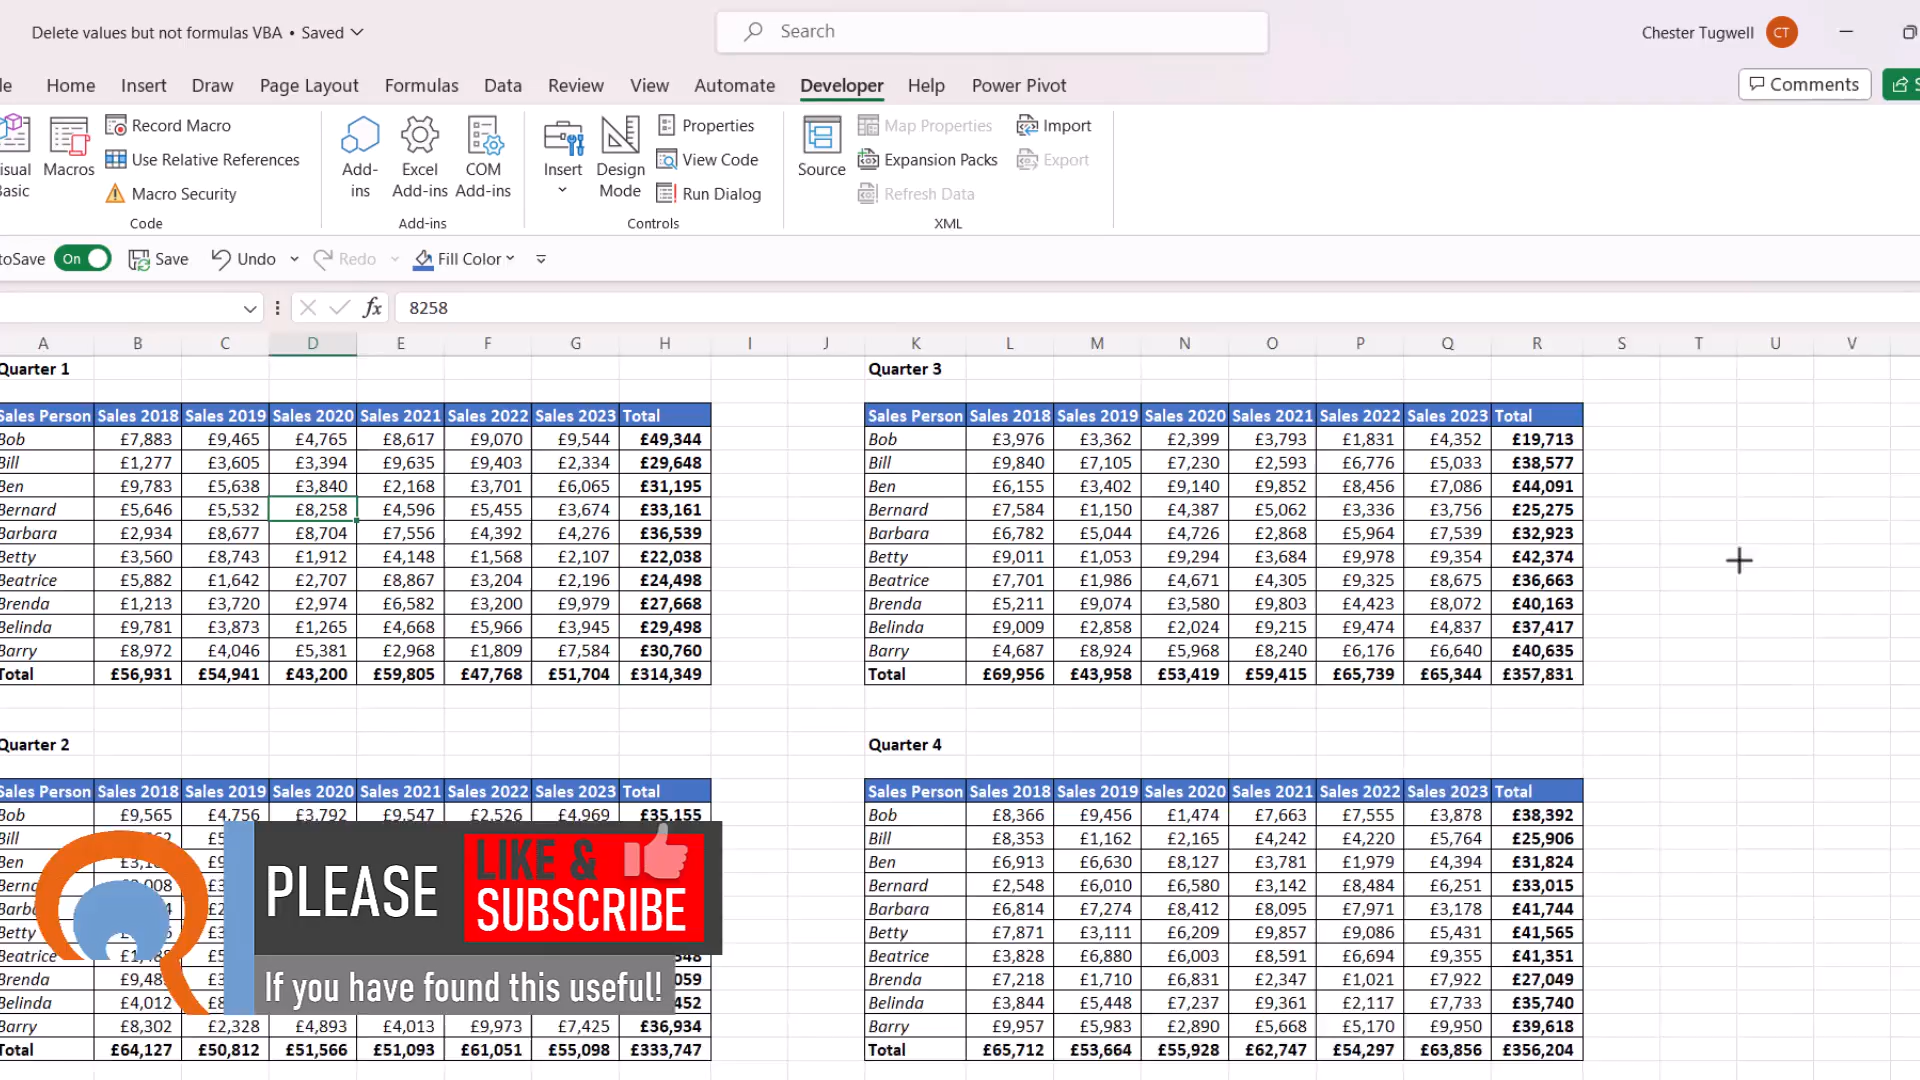 Delete values but not formulas VBA • Saved
Search
Chester Tugwell CT
Home Insert Draw Page Layout Formulas Data Review View Automate Developer Help Power Pivot
Comments
Macros
Record Macro
Use Relative References
Macro Security
Code
Add-ins
Excel Add-ins
COM Add-ins
Add-ins
Insert
Design Mode
Properties
View Code
Run Dialog
Controls
Source
Map Properties
Expansion Packs
Refresh Data
Import
Export
XML
toSave On Save Undo Redo Fill Color
fx 8258
A B C D E F G H I J K L M N O P Q R S T U V
Quarter 1 Quarter 3
Sales Person Sales 2018 Sales 2019 Sales 2020 Sales 2021 Sales 2022 Sales 2023 Total Sales Person Sales 2018 Sales 2019 Sales 2020 Sales 2021 Sales 2022 Sales 2023 Total
Bob £7,883 £9,465 £4,765 £8,617 £9,070 £9,544 £49,344 Bob £3,976 £3,362 £2,399 £3,793 £1,831 £4,352 £19,713
Bill £1,277 £3,605 £3,394 £9,635 £9,403 £2,334 £29,648 Bill £9,840 £7,105 £7,230 £2,593 £6,776 £5,033 £38,577
Ben £9,783 £5,638 £3,840 £2,168 £3,701 £6,065 £31,195 Ben £6,155 £3,402 £9,140 £9,852 £8,456 £7,086 £44,091
Bernard £5,646 £5,532 £8,258 £4,596 £5,455 £3,674 £33,161 Bernard £7,584 £1,150 £4,387 £5,062 £3,336 £3,756 £25,275
Barbara £2,934 £8,677 £8,704 £7,556 £4,392 £4,276 £36,539 Barbara £6,782 £5,044 £4,726 £2,868 £5,964 £7,539 £32,923
Betty £3,560 £8,743 £1,912 £4,148 £1,568 £2,107 £22,038 Betty £9,011 £1,053 £9,294 £3,684 £9,978 £9,354 £42,374
Beatrice £5,882 £1,642 £2,707 £8,867 £3,204 £2,196 £24,498 Beatrice £7,701 £1,986 £4,671 £4,305 £9,325 £8,675 £36,663
Brenda £1,213 £3,720 £2,974 £6,582 £3,200 £9,979 £27,668 Brenda £5,211 £9,074 £3,580 £9,803 £4,423 £8,072 £40,163
Belinda £9,781 £3,873 £1,265 £4,668 £5,966 £3,945 £29,498 Belinda £9,009 £2,858 £2,024 £9,215 £9,474 £4,837 £37,417
Barry £8,972 £4,046 £5,381 £2,968 £1,809 £7,584 £30,760 Barry £4,687 £8,924 £5,968 £8,240 £6,176 £6,640 £40,635
Total £56,931 £54,941 £43,200 £59,805 £47,768 £51,704 £314,349 Total £69,956 £43,958 £53,419 £59,415 £65,739 £65,344 £357,831
Quarter 2 Quarter 4
Sales Person Sales 2018 Sales 2019 Sales 2020 Sales 2021 Sales 2022 Sales 2023 Total Sales Person Sales 2018 Sales 2019 Sales 2020 Sales 2021 Sales 2022 Sales 2023 Total
Bob £9,565 £4,756 £3,792 £9,547 £2,526 £4,969 £35,155 Bob £8,366 £9,456 £1,474 £7,663 £7,555 £3,878 £38,392
Bill Bill £8,353 £1,162 £2,165 £4,242 £4,220 £5,764 £25,906
Ben Ben £6,913 £6,630 £8,127 £3,781 £1,979 £4,394 £31,824
Bernard £2,548 £6,010 £6,580 £3,142 £8,484 £6,251 £33,015
Barbara £6,814 £7,274 £8,412 £8,095 £7,971 £3,178 £41,744
Betty Betty £7,871 £3,111 £6,209 £9,857 £9,086 £5,431 £41,565
Beatrice Beatrice £3,828 £6,880 £6,003 £8,591 £6,694 £9,355 £41,351
Brenda Brenda £7,218 £1,710 £6,831 £2,347 £1,021 £7,922 £27,049
Belinda £4,012 Belinda £3,844 £5,448 £7,237 £9,361 £2,117 £7,733 £35,740
Barry £8,302 £2,328 £4,893 £4,013 £9,973 £7,425 £36,934 Barry £9,957 £5,983 £2,890 £5,668 £5,170 £9,950 £39,618
Total £64,127 £50,812 £51,566 £51,093 £61,051 £55,098 £333,747 Total £65,712 £53,664 £55,928 £62,747 £54,297 £63,856 £356,204
PLEASE LIKE & SUBSCRIBE
If you have found this useful!